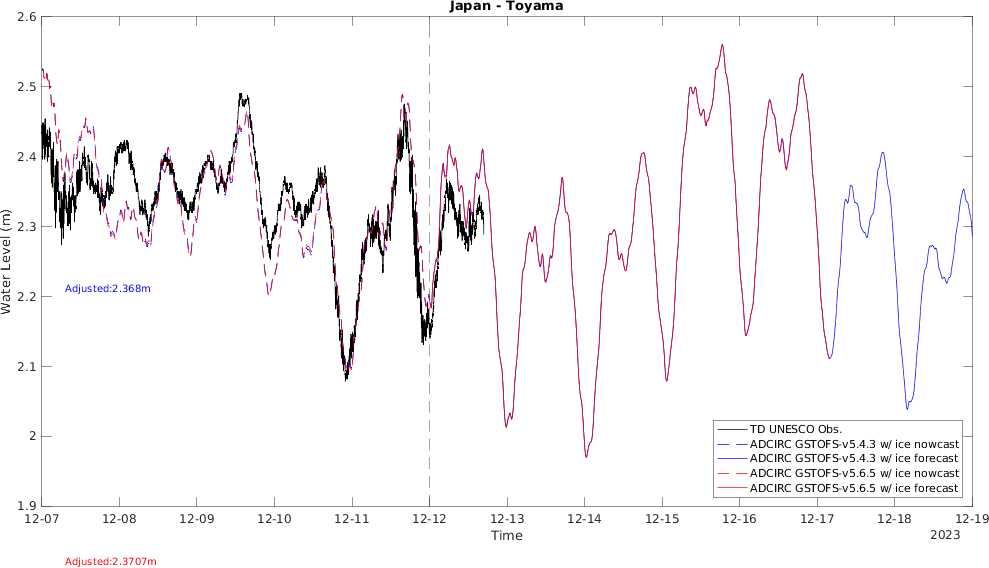 Japan - Toyama
2.6
2.5
2.4
2.3
2.2
2.1
2
1.9
Water Level (m)
Adjusted:2.368m
TD UNESCO Obs.
ADCIRC GSTOFS-v5.4.3 w/ ice nowcast
ADCIRC GSTOFS-v5.4.3 w/ ice forecast
ADCIRC GSTOFS-v5.6.5 w/ ice nowcast
ADCIRC GSTOFS-v5.6.5 w/ ice forecast
12-07 12-08 12-09 12-10 12-11 12-12 12-13 12-14 12-15 12-16 12-17 12-18 12-19
Time
2023
Adjusted:2.3707m